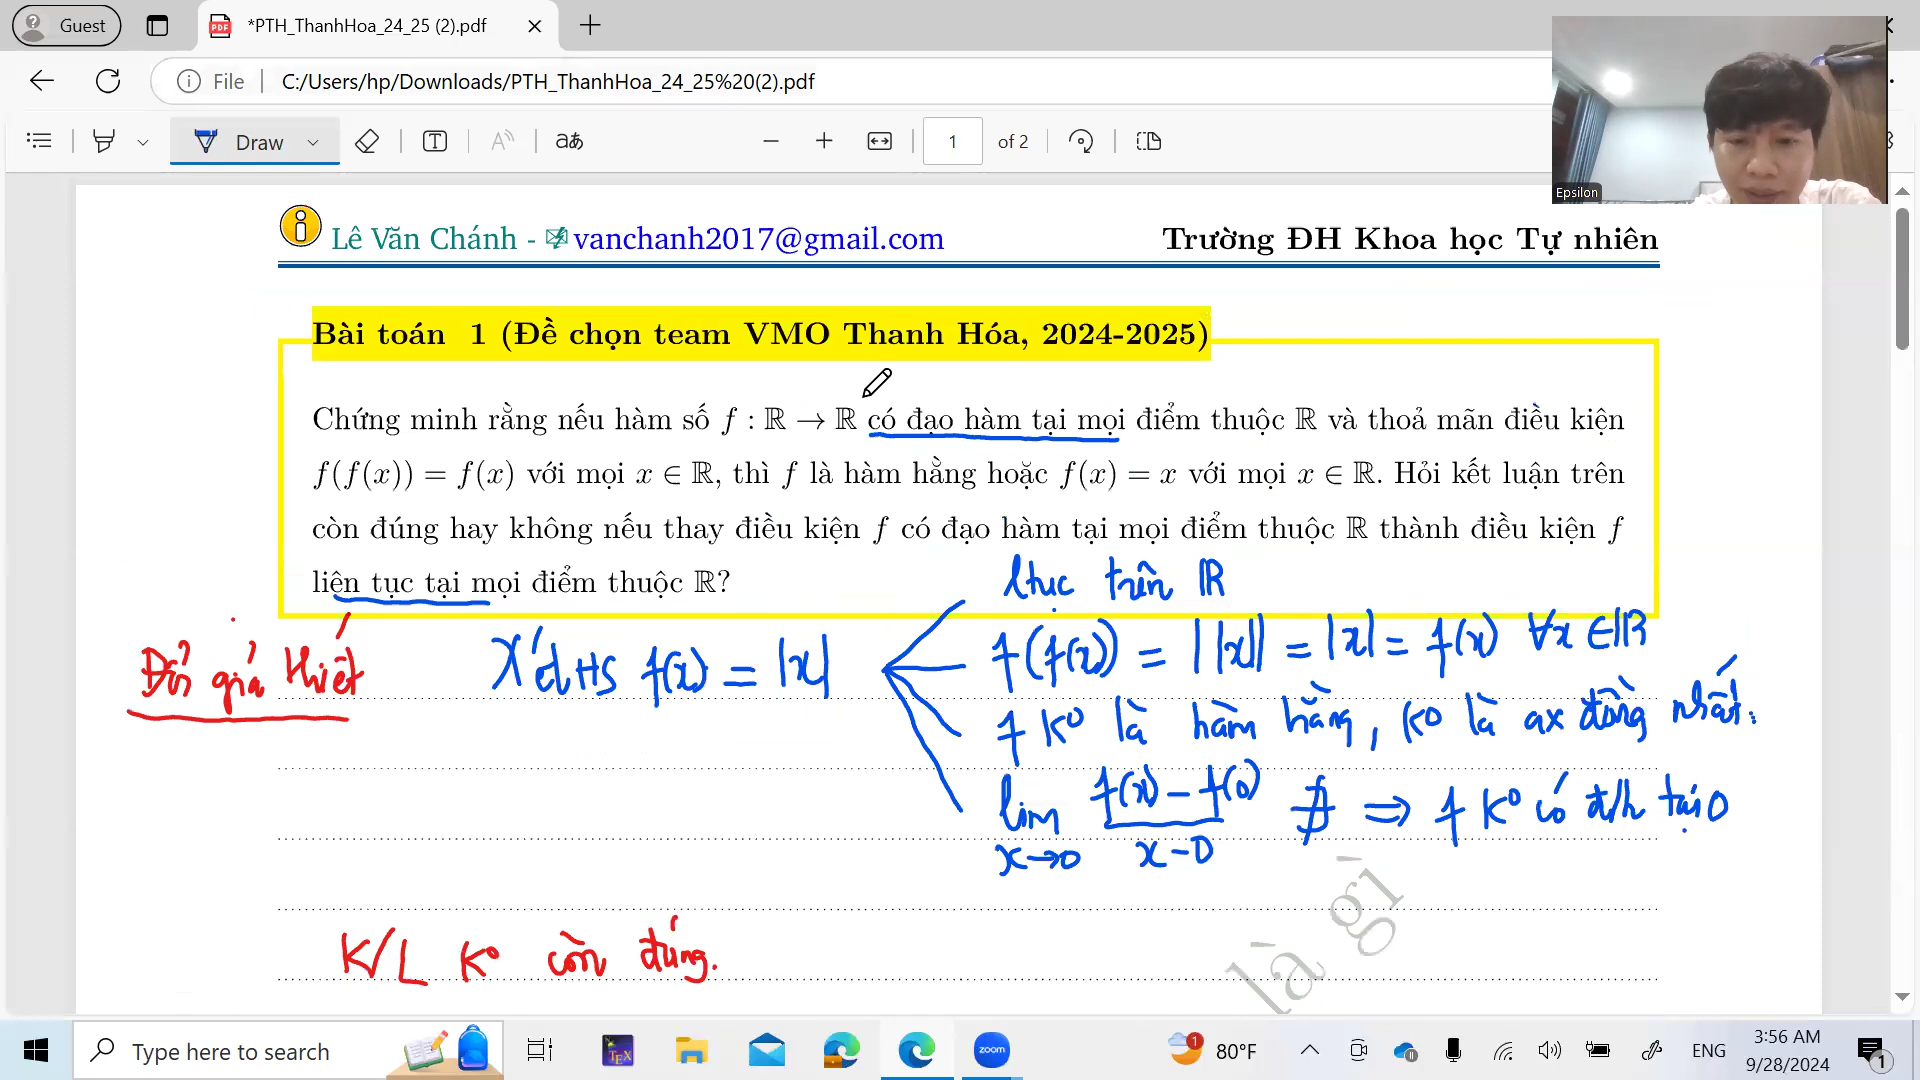 Guest
*PTH_ThanhHoa_24_25 (2).pdf
File
C:/Users/hp/Downloads/PTH_ThanhHoa_24_25%20(2).pdf
Draw
1 of 2
Epsilon
Lê Văn Chánh - vanchanh2017@gmail.com
Trường ĐH Khoa học Tự nhiên
Bài toán 1 (Đề chọn team VMO Thanh Hóa, 2024-2025)
Chứng minh rằng nếu hàm số f : ℝ → ℝ có đạo hàm tại mọi điểm thuộc ℝ và thoả mãn điều kiện
f(f(x)) = f(x) với mọi x ∈ ℝ, thì f là hàm hằng hoặc f(x) = x với mọi x ∈ ℝ. Hỏi kết luận trên
còn đúng hay không nếu thay điều kiện f có đạo hàm tại mọi điểm thuộc ℝ thành điều kiện f
liên tục tại mọi điểm thuộc ℝ?
ltục trên ℝ
Đổi giả thiết
Xét HS f(x) = |x|
f(f(x)) = ||x|| = |x| = f(x) ∀x ∈ ℝ
f K⁰ là hàm hằng, K⁰ là ax đồng nhất.
lim x→0 f(x) − f(0) / x − 0 ∄ ⇒ f K⁰ có đ/h tại 0
là gì
K/L K⁰ còn đúng.
Type here to search
TEX
zoom
1
80°F
ENG
3:56 AM
9/28/2024
1